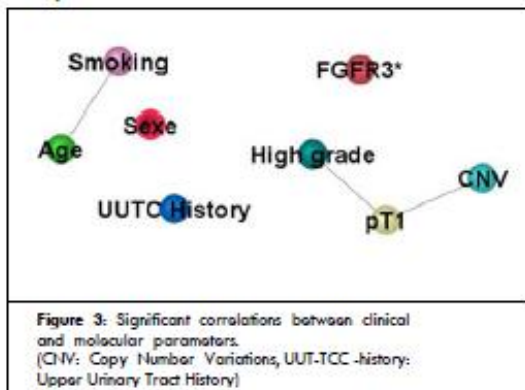 Smoking
FGFR3*
Sexe
Age
High grade
CNV
UUTC History
pT1
Figure 3: Significant correlations between clinical
and molecular parameters.
(CNV: Copy Number Variations, UUT-TCC -history:
Upper Urinary Tract History)